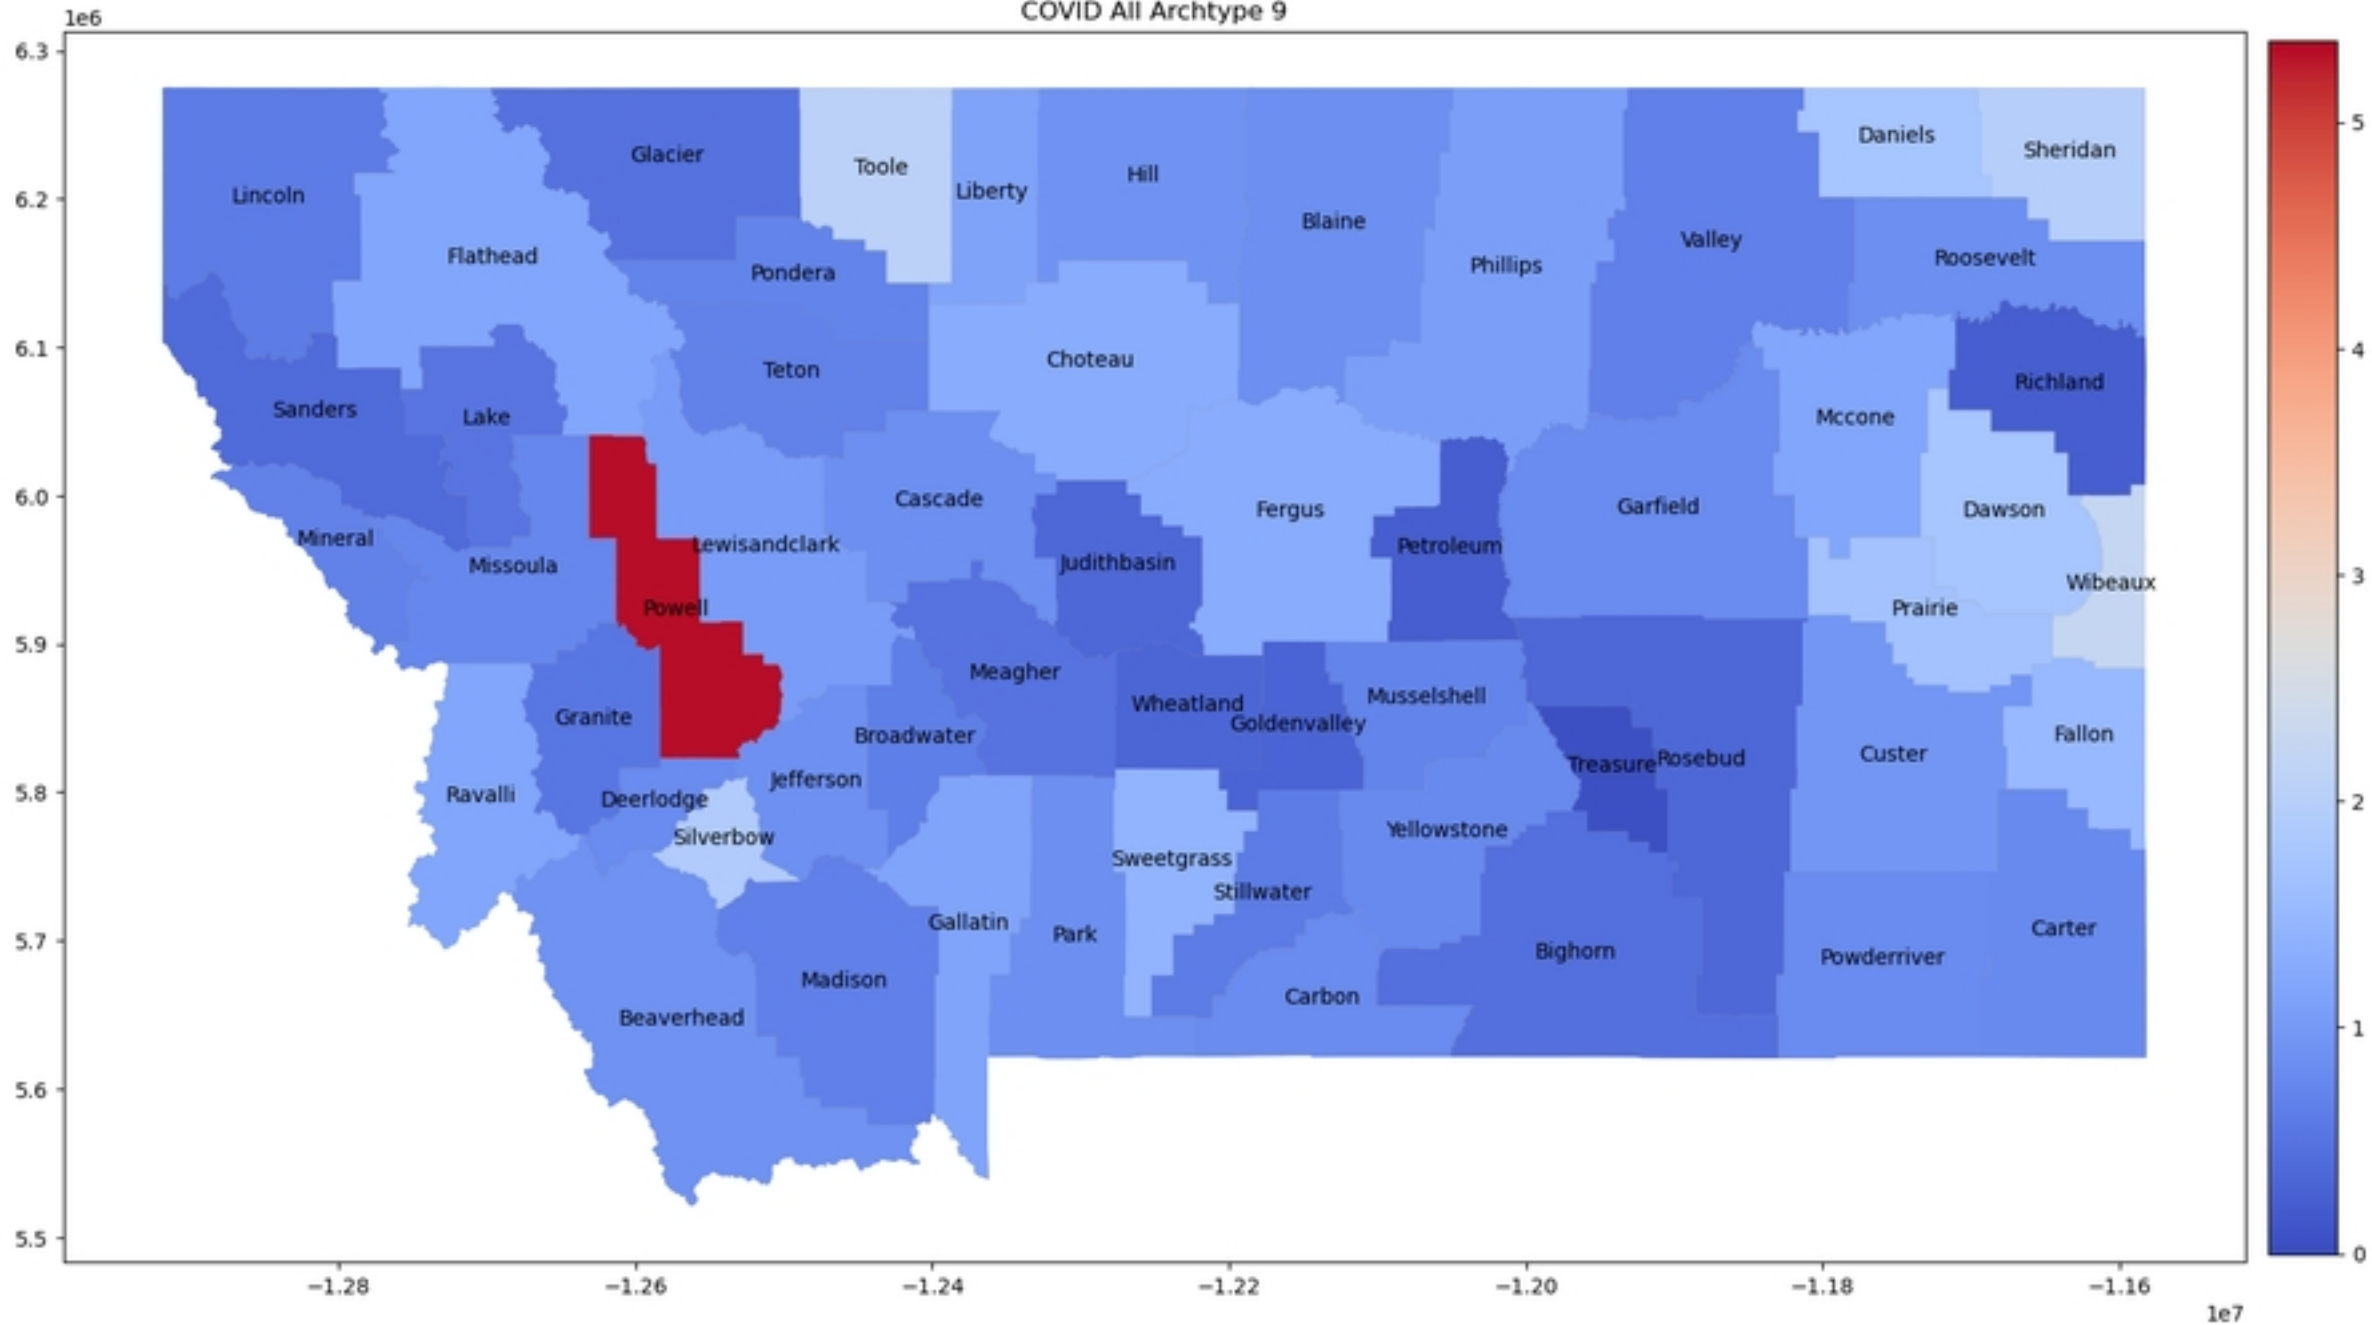 COVID All Archtype 9
1e6
6.3
6.2
6.1
6.0
5.9
5.8
5.7
5.6
5.5
Lincoln
Flathead
Glacier
Toole
Liberty
Hill
Blaine
Phillips
Valley
Daniels
Sheridan
Roosevelt
Pondera
Teton
Choteau
Richland
Mccone
Sanders
Lake
Cascade
Fergus
Garfield
Dawson
Mineral
Missoula
Lewisandclark
Judithbasin
Petroleum
Wibeaux
Powell
Prairie
Meagher
Granite
Wheatland
Goldenvalley
Musselshell
Broadwater
Fallon
Custer
Treasure
Rosebud
Jefferson
Ravalli
Deerlodge
Silverbow
Sweetgrass
Yellowstone
Stillwater
Gallatin
Park
Carter
Bighorn
Powderriver
Madison
Carbon
Beaverhead
5
4
3
2
1
0
−1.28
−1.26
−1.24
−1.22
−1.20
−1.18
−1.16
1e7